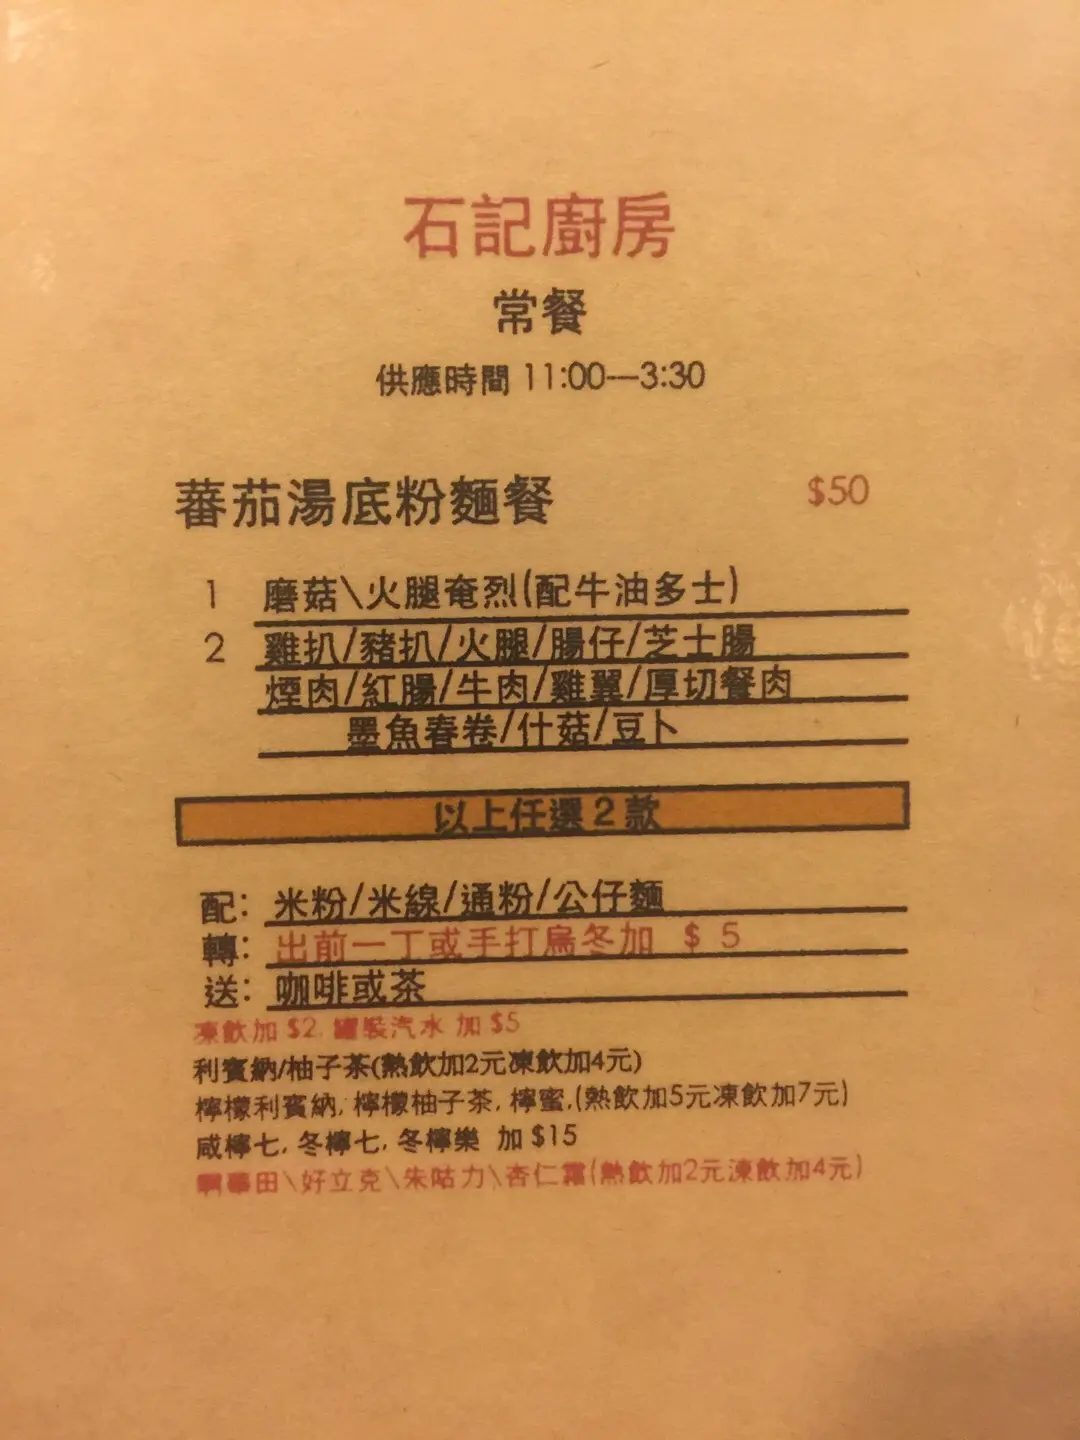 石記廚房
常餐
供應時間 11:00—3:30
蕃茄湯底粉麵餐 $50
1 磨菇\火腿奄烈(配牛油多士)
2 雞扒/豬扒/火腿/腸仔/芝士腸
煙肉/紅腸/牛肉/雞翼/厚切餐肉
墨魚春卷/什菇/豆卜
以上任選2款
配: 米粉/米線/通粉/公仔麵
轉: 出前一丁或手打烏冬加 $ 5
送: 咖啡或茶
凍飲加 $2 罐裝汽水 加 $5
利賓納/柚子茶(熱飲加2元凍飲加4元)
檸檬利賓納, 檸檬柚子茶, 檸蜜,(熱飲加5元凍飲加7元)
咸檸七, 冬檸七, 冬檸樂 加 $15
阿華田\好立克\朱咕力\杏仁霜(熱飲加2元凍飲加4元)